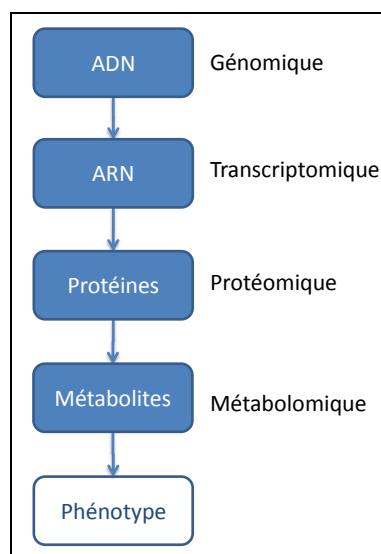 ADN
Génomique
ARN
Transcriptomique
Protéines
Protéomique
Métabolites
Métabolomique
Phénotype